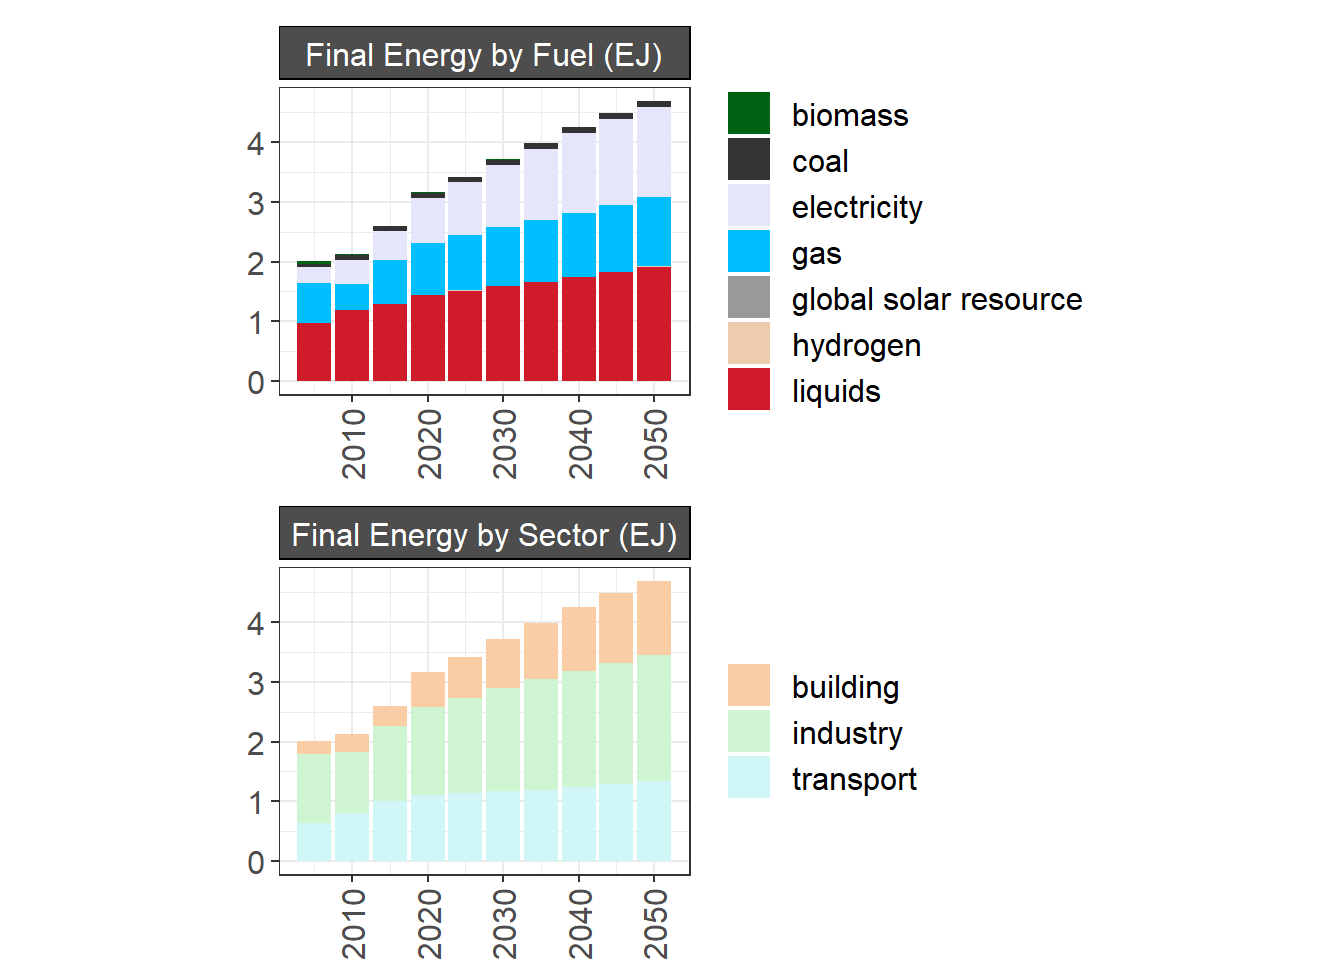 Final Energy by Fuel (EJ)
4
3
2
1
0
2010
2020
2030
2040
2050
biomass
coal
electricity
gas
global solar resource
hydrogen
liquids
Final Energy by Sector (EJ)
4
3
2
1
0
2010
2020
2030
2040
2050
building
industry
transport